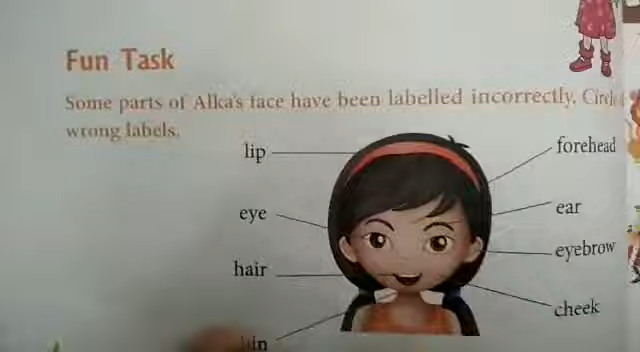 Fun Task
Some parts of Alka's face have been labelled incorrectly. Circle
wrong labels.
lip
forehead
eye
ear
hair
eyebrow
cheek